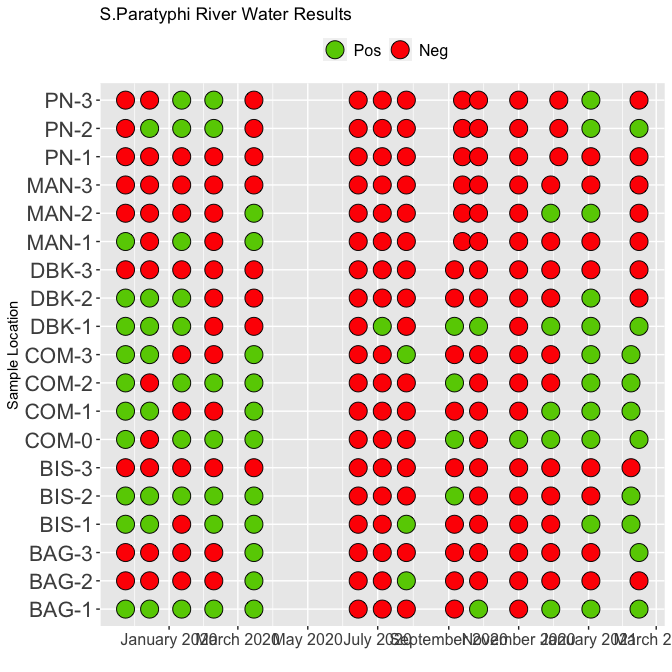 S.Paratyphi River Water Results
Pos Neg
PN-3
PN-2
PN-1
MAN-3
MAN-2
MAN-1
DBK-3
DBK-2
DBK-1
COM-3
COM-2
COM-1
COM-0
BIS-3
BIS-2
BIS-1
BAG-3
BAG-2
BAG-1
Sample Location
January 2020 March 2020 May 2020 July 2020 September 2020 November 2020 January 2021 March 2